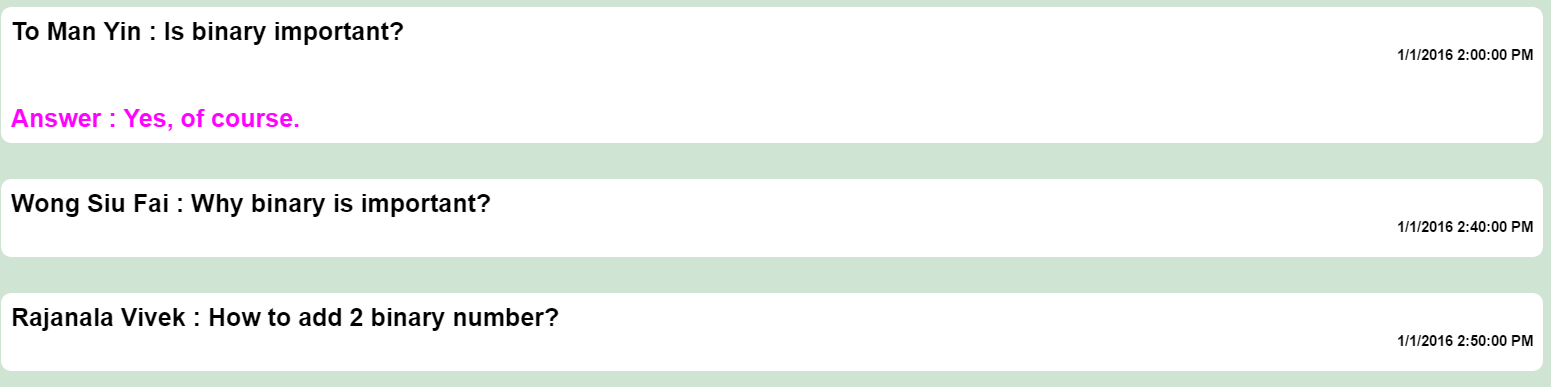 To Man Yin : Is binary important?
1/1/2016 2:00:00 PM
Answer : Yes, of course.
Wong Siu Fai : Why binary is important?
1/1/2016 2:40:00 PM
Rajanala Vivek : How to add 2 binary number?
1/1/2016 2:50:00 PM